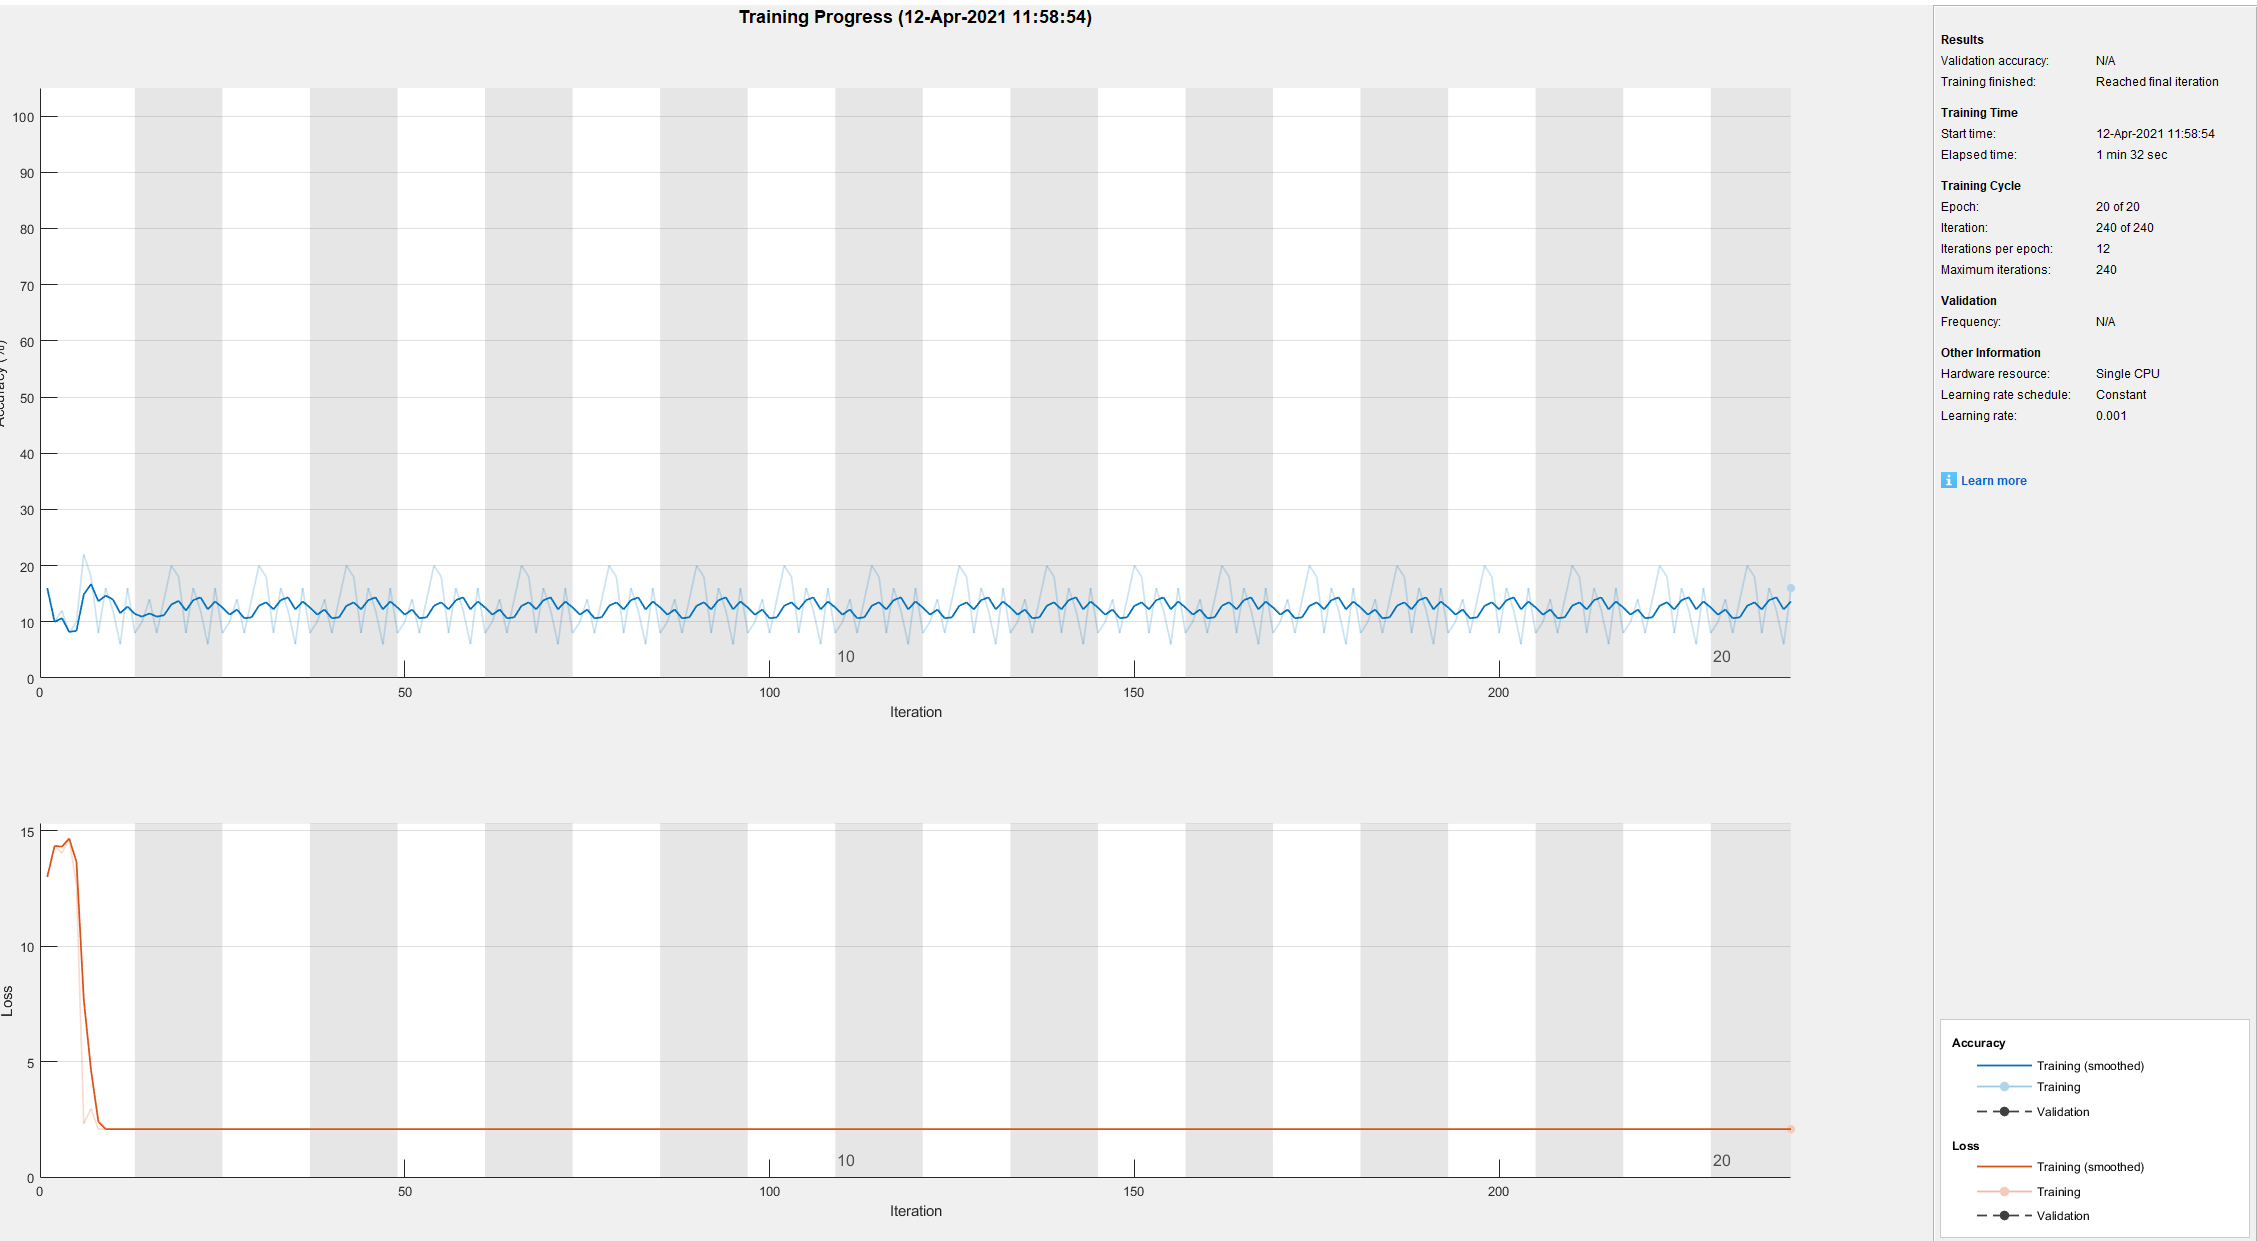 Training Progress (12-Apr-2021 11:58:54)
100
90
80
70
60
50
40
30
20
10
0
Accuracy (%)
10
20
0
50
100
150
200
Iteration
15
10
5
0
Loss
10
20
0
50
100
150
200
Iteration
Results
Validation accuracy: N/A
Training finished: Reached final iteration
Training Time
Start time: 12-Apr-2021 11:58:54
Elapsed time: 1 min 32 sec
Training Cycle
Epoch: 20 of 20
Iteration: 240 of 240
Iterations per epoch: 12
Maximum iterations: 240
Validation
Frequency: N/A
Other Information
Hardware resource: Single CPU
Learning rate schedule: Constant
Learning rate: 0.001
i Learn more
Accuracy
Training (smoothed)
Training
Validation
Loss
Training (smoothed)
Training
Validation